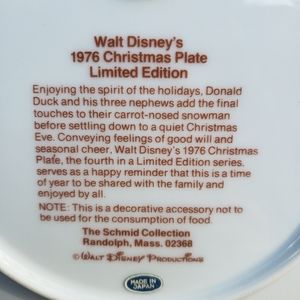 Walt Disney's
1976 Christmas Plate
Limited Edition
Enjoying the spirit of the holidays, Donald
Duck and his three nephews add the final
touches to their carrot-nosed snowman
before settling down to a quiet Christmas
Eve. Conveying feelings of good will and
seasonal cheer. Walt Disney's 1976 Christmas
Plate, the fourth in a Limited Edition series.
serves as a happy reminder that this is a time
of year to be shared with the family and
enjoyed by all.
NOTE: This is a decorative accessory not to
be used for the consumption of food.
The Schmid Collection
Randolph, Mass. 02368
© Walt Disney Productions
MADE IN
JAPAN